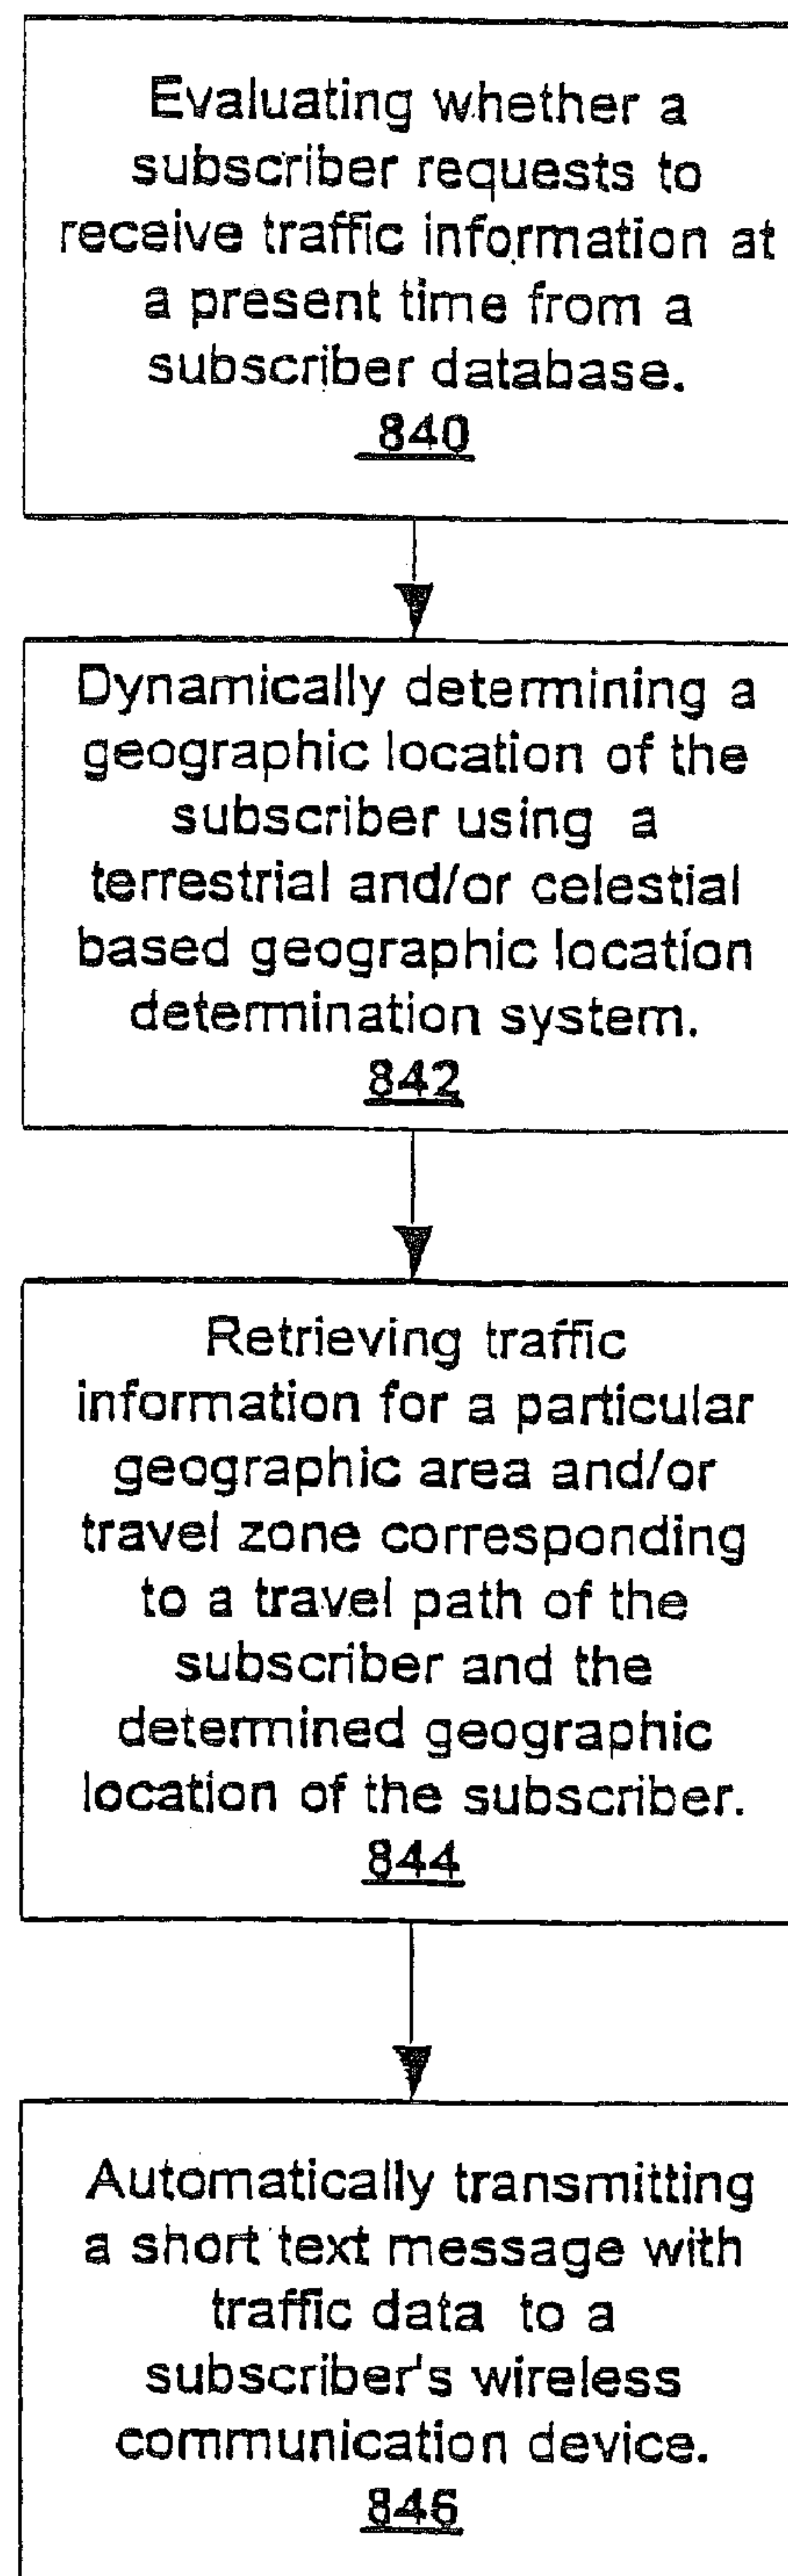 Evaluating whether a
subscriber requests to
receive traffic information at
a present time from a
subscriber database.
840
Dynamically determining a
geographic location of the
subscriber using a
terrestrial and/or celestial
based geographic location
determination system.
842
Retrieving traffic
information for a particular
geographic area and/or
travel zone corresponding
to a travel path of the
subscriber and the
determined geographic
location of the subscriber.
844
Automatically transmitting
a short text message with
traffic data to a
subscriber's wireless
communication device.
846